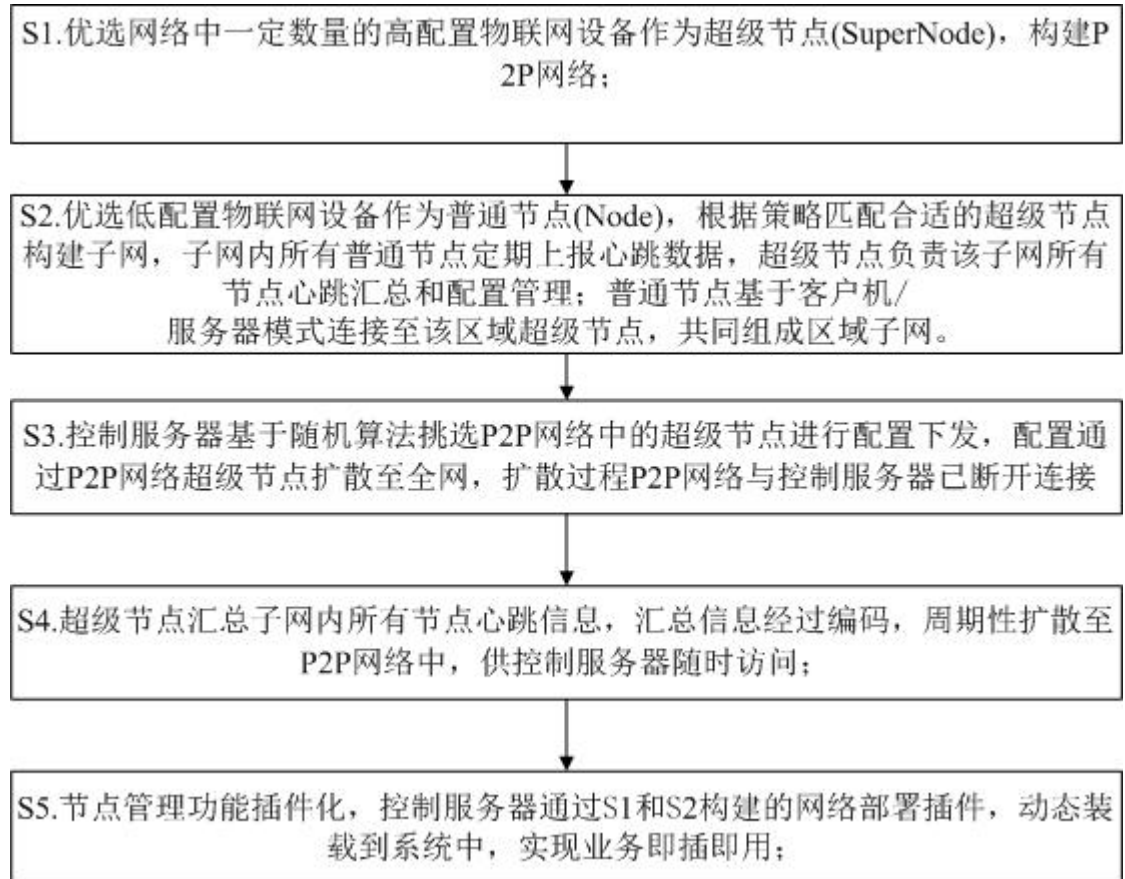 S1.优选网络中一定数量的高配置物联网设备作为超级节点(SuperNode)，构建P
2P网络；
S2.优选低配置物联网设备作为普通节点(Node)，根据策略匹配合适的超级节点
构建子网，子网内所有普通节点定期上报心跳数据，超级节点负责该子网所有
节点心跳汇总和配置管理；普通节点基于客户机/
服务器模式连接至该区域超级节点，共同组成区域子网。
S3.控制服务器基于随机算法挑选P2P网络中的超级节点进行配置下发，配置通
过P2P网络超级节点扩散至全网，扩散过程P2P网络与控制服务器已断开连接
S4.超级节点汇总子网内所有节点心跳信息，汇总信息经过编码，周期性扩散至
P2P网络中，供控制服务器随时访问；
S5.节点管理功能插件化，控制服务器通过S1和S2构建的网络部署插件，动态装
载到系统中，实现业务即插即用；